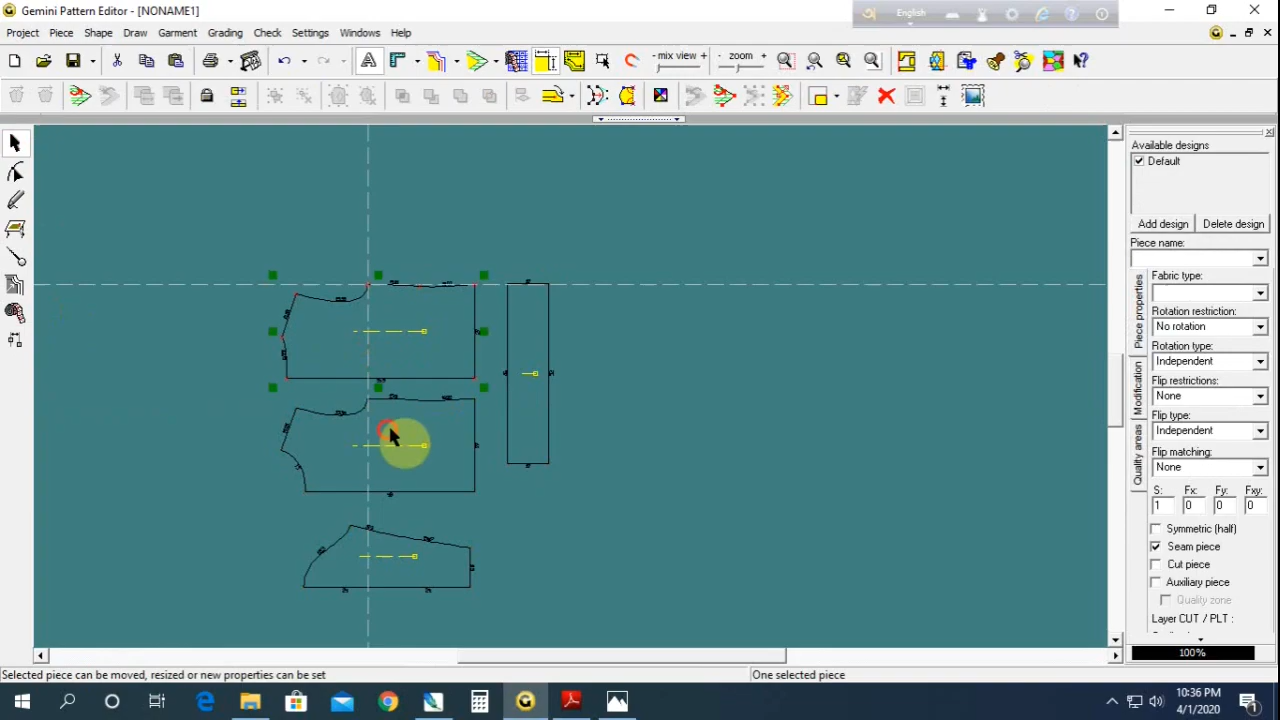 Gemini Pattern Editor - [NONAME1]
English
Project Piece Shape Draw Garment Grading Check Settings Windows Help
mix view
zoom
Available designs
Default
Add design Delete design
Piece name:
Piece properties
Modification
Quality areas
Fabric type:
Rotation restriction:
No rotation
Rotation type:
Independent
Flip restrictions:
None
Flip type:
Independent
Flip matching:
None
S: Fx: Fy: Fxy:
1 0 0 0
Symmetric (half)
Seam piece
Cut piece
Auxiliary piece
Quality zone
Layer CUT / PLT :
100%
Selected piece can be moved, resized or new properties can be set
One selected piece
10:36 PM
4/1/2020